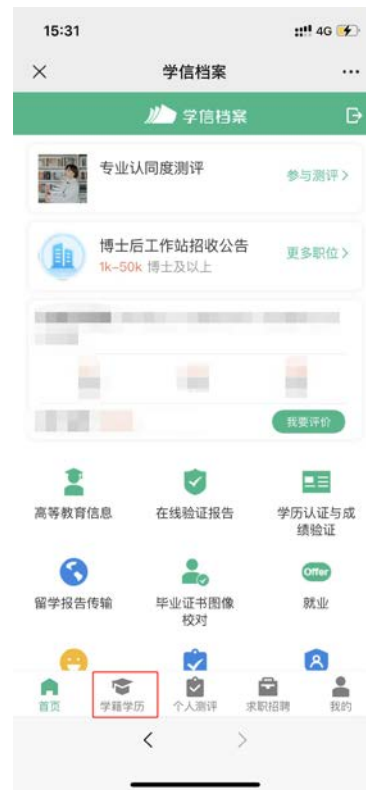 15:31
4G
学信档案
学信档案
专业认同度测评
参与测评>
博士后工作站招收公告
1k-50k 博士及以上
更多职位>
我要评价
高等教育信息
在线验证报告
学历认证与成
绩验证
留学报告传输
毕业证书图像
校对
Offer
就业
首页
学籍学历
个人测评
求职招聘
我的